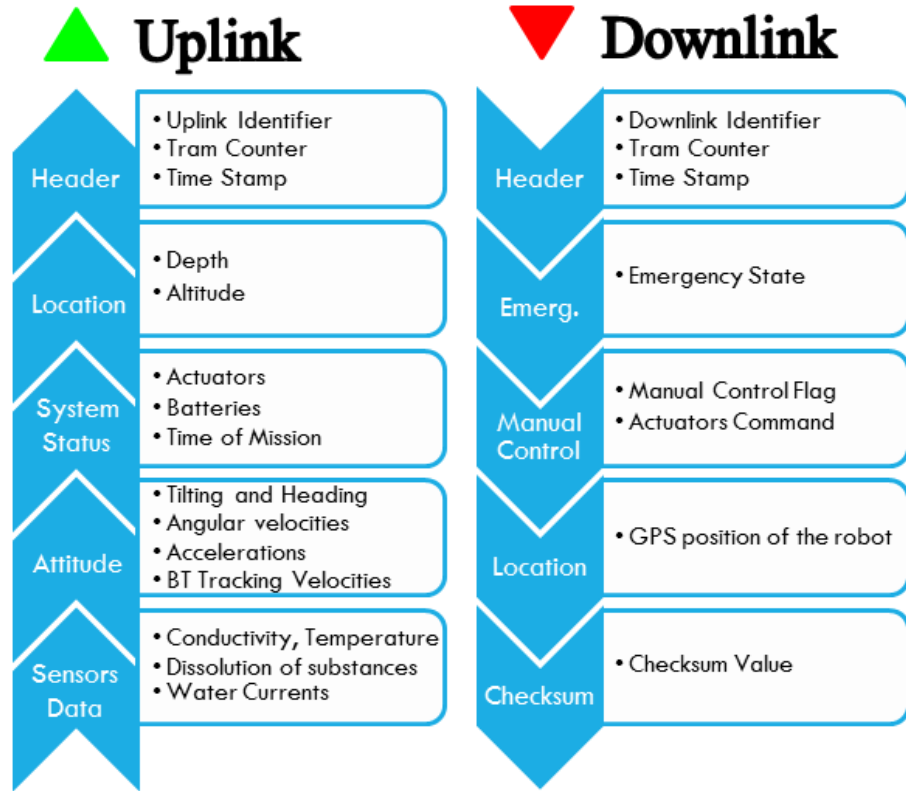 Uplink
Header
• Uplink Identifier
• Tram Counter
• Time Stamp
Location
• Depth
• Altitude
System
Status
• Actuators
• Batteries
• Time of Mission
Attitude
• Tilting and Heading
• Angular velocities
• Accelerations
• BT Tracking Velocities
Sensors
Data
• Conductivity, Temperature
• Dissolution of substances
• Water Currents
Downlink
Header
• Downlink Identifier
• Tram Counter
• Time Stamp
Emerg.
• Emergency State
Manual
Control
• Manual Control Flag
• Actuators Command
Location
• GPS position of the robot
Checksum
• Checksum Value